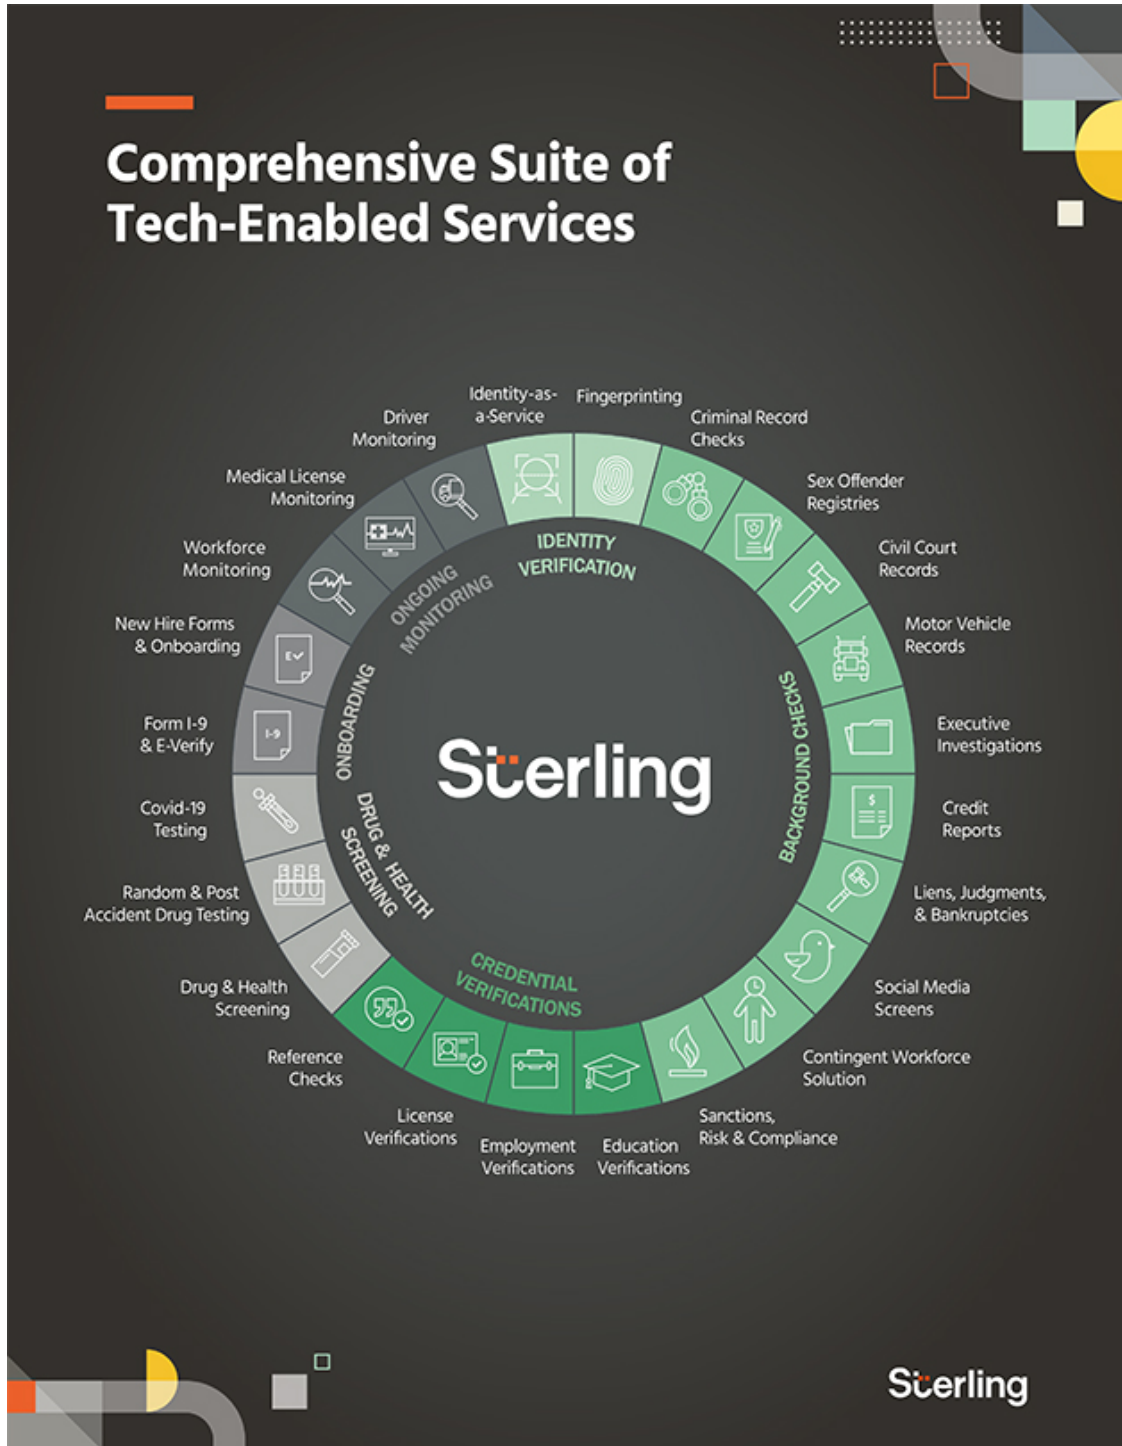 Comprehensive Suite of
Tech-Enabled Services
Identity-as-
a-Service
Fingerprinting
Criminal Record
Checks
Sex Offender
Registries
Civil Court
Records
Motor Vehicle
Records
Executive
Investigations
Credit
Reports
Liens, Judgments,
& Bankruptcies
Social Media
Screens
Contingent Workforce
Solution
Sanctions,
Risk & Compliance
Education
Verifications
Employment
Verifications
License
Verifications
Reference
Checks
Drug & Health
Screening
Random & Post
Accident Drug Testing
Covid-19
Testing
Form I-9
& E-Verify
New Hire Forms
& Onboarding
Workforce
Monitoring
Medical License
Monitoring
Driver
Monitoring
IDENTITY
VERIFICATION
BACKGROUND CHECKS
CREDENTIAL
VERIFICATIONS
DRUG & HEALTH
SCREENING
ONBOARDING
ONGOING
MONITORING
E
I-9
$
Sterling
Sterling